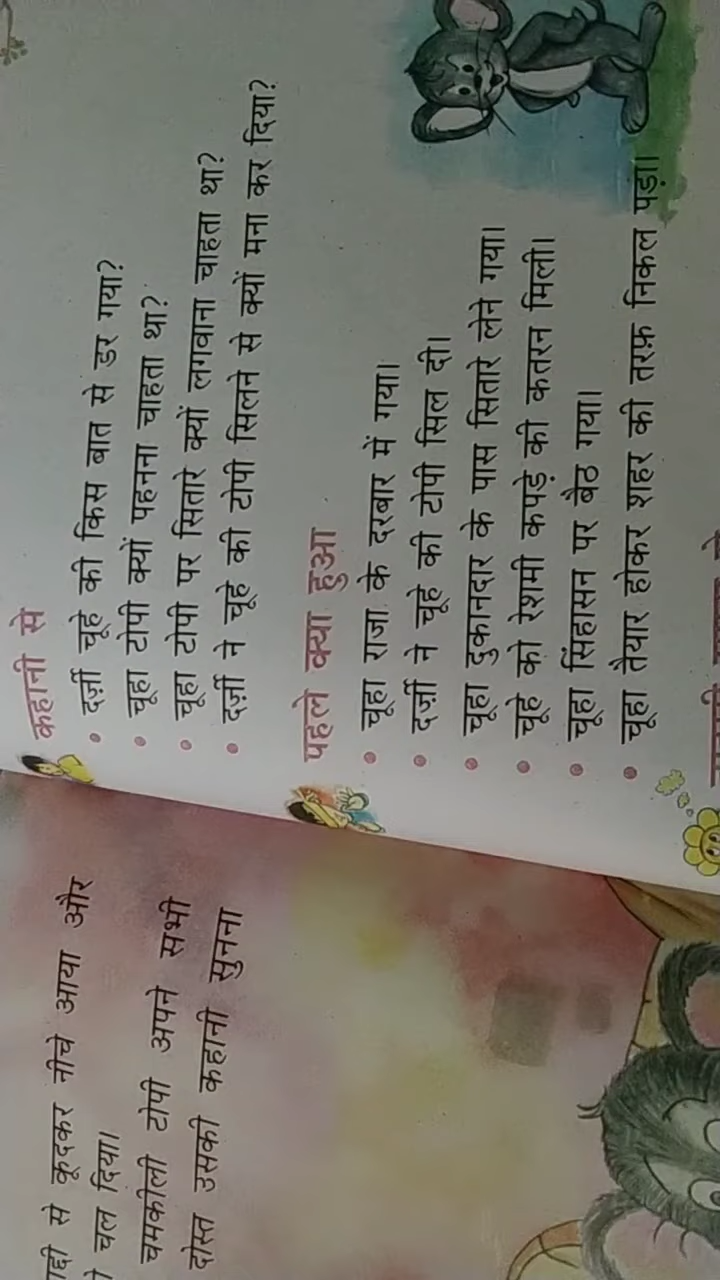 से कूदकर नीचे आया और
चल दिया।
चमकीली टोपी अपने सभी
दोस्त उसकी कहानी सुनना
कहानी से
• दर्ज़ी चूहे की किस बात से डर गया?
• चूहा टोपी क्यों पहनना चाहता था?
• चूहा टोपी पर सितारे क्यों लगवाना चाहता था?
• दर्ज़ी ने चूहे की टोपी सिलने से क्यों मना कर दिया?
पहले क्या हुआ
• चूहा राजा के दरबार में गया।
• दर्ज़ी ने चूहे की टोपी सिल दी।
• चूहा दुकानदार के पास सितारे लेने गया।
• चूहे को रेशमी कपड़े की कतरन मिली।
• चूहा सिंहासन पर बैठ गया।
• चूहा तैयार होकर शहर की तरफ़ निकल पड़ा।